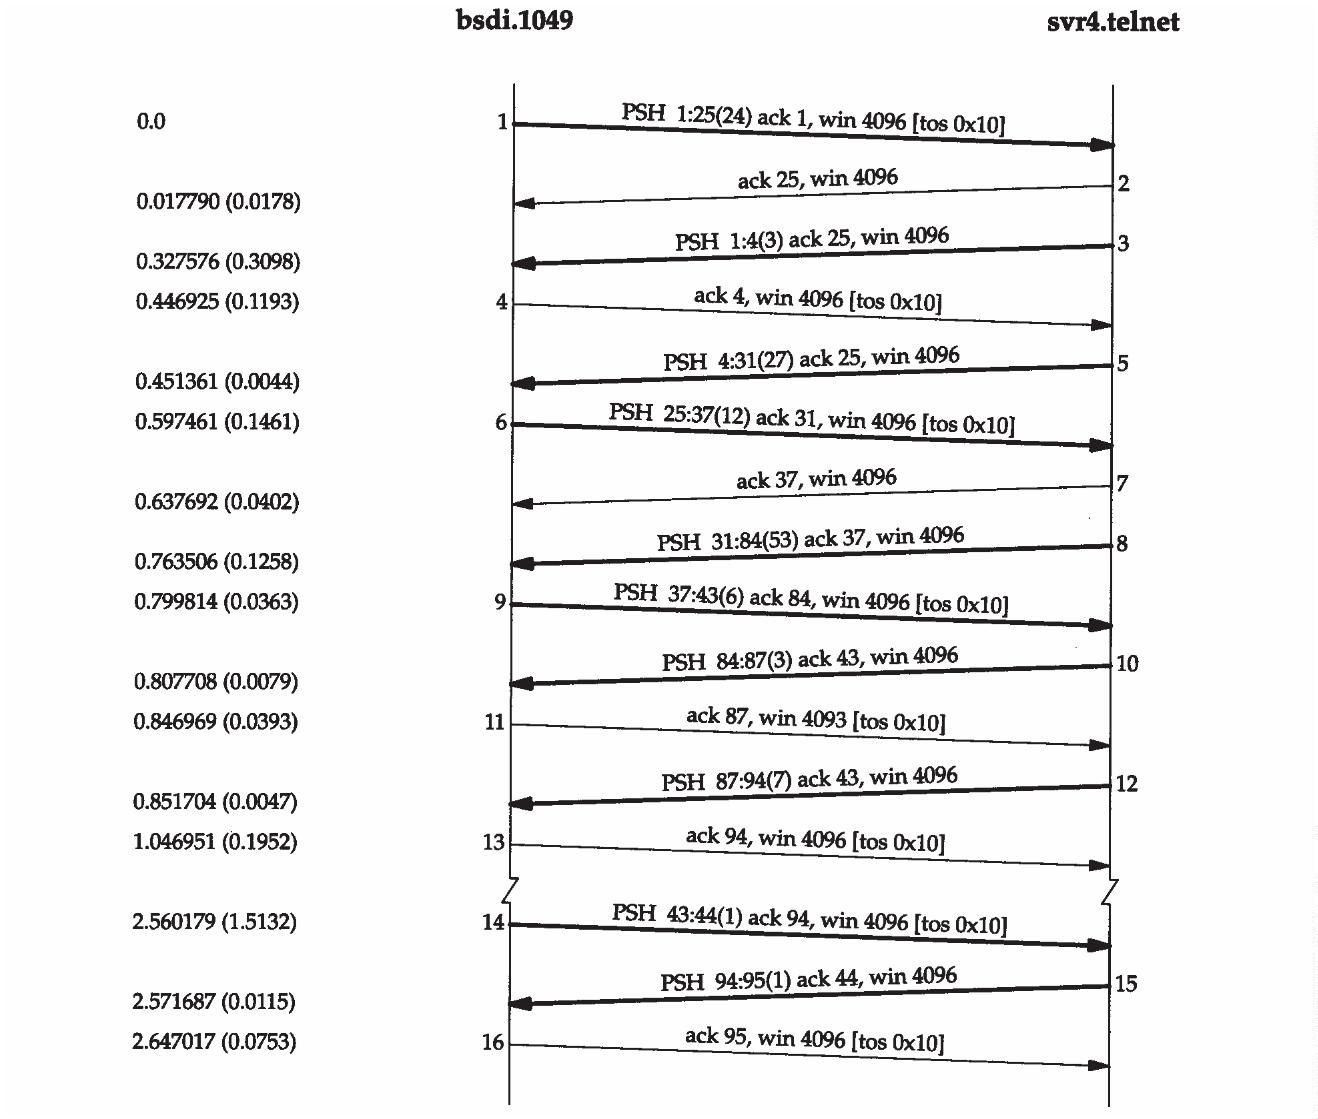 bsdi.1049 svr4.telnet
0.0 1 PSH 1:25(24) ack 1, win 4096 [tos 0x10]
ack 25, win 4096 2
0.017790 (0.0178)
PSH 1:4(3) ack 25, win 4096 3
0.327576 (0.3098)
0.446925 (0.1193) 4 ack 4, win 4096 [tos 0x10]
PSH 4:31(27) ack 25, win 4096 5
0.451361 (0.0044)
0.597461 (0.1461) 6 PSH 25:37(12) ack 31, win 4096 [tos 0x10]
ack 37, win 4096 7
0.637692 (0.0402)
PSH 31:84(53) ack 37, win 4096 8
0.763506 (0.1258)
0.799814 (0.0363) 9 PSH 37:43(6) ack 84, win 4096 [tos 0x10]
PSH 84:87(3) ack 43, win 4096 10
0.807708 (0.0079)
0.846969 (0.0393) 11 ack 87, win 4093 [tos 0x10]
PSH 87:94(7) ack 43, win 4096 12
0.851704 (0.0047)
1.046951 (0.1952) 13 ack 94, win 4096 [tos 0x10]
2.560179 (1.5132) 14 PSH 43:44(1) ack 94, win 4096 [tos 0x10]
PSH 94:95(1) ack 44, win 4096 15
2.571687 (0.0115)
2.647017 (0.0753) 16 ack 95, win 4096 [tos 0x10]